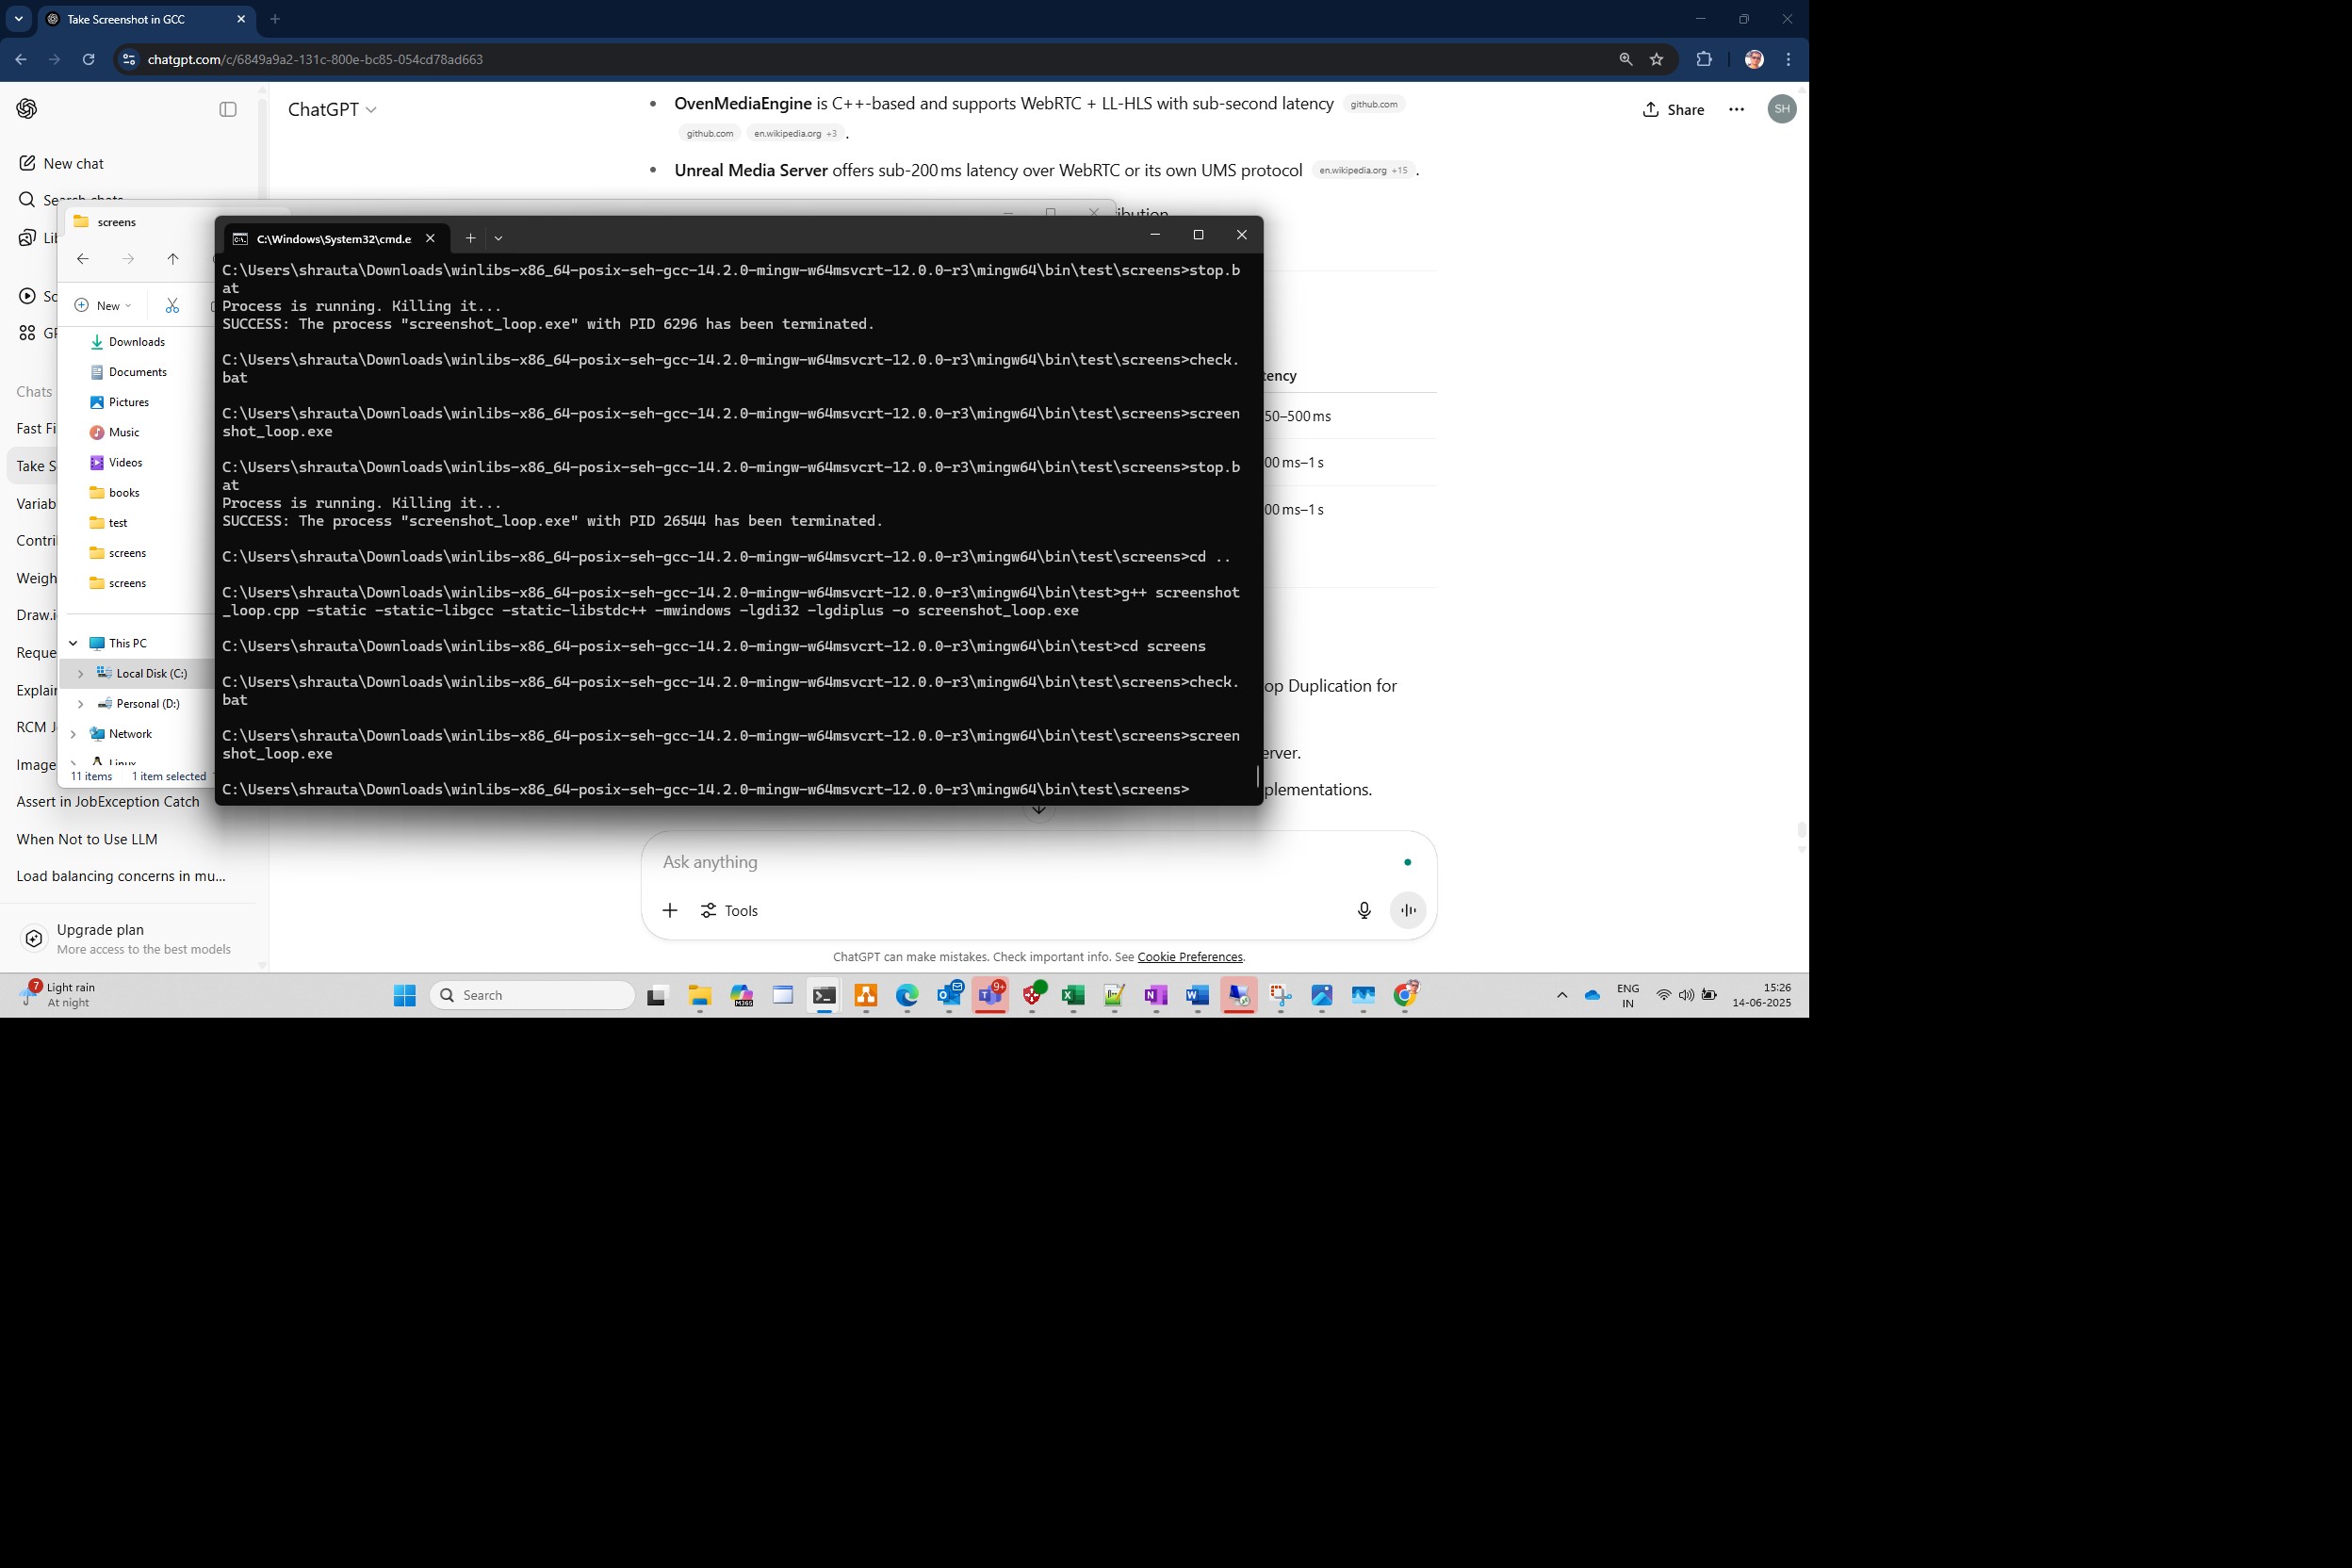 Take Screenshot in GCC
chatgpt.com/c/6849a9a2-131c-800e-bc85-054cd78ad663
ChatGPT
Share
SH
OvenMediaEngine is C++-based and supports WebRTC + LL-HLS with sub-second latency github.com
github.com en.wikipedia.org +3 .
Unreal Media Server offers sub-200 ms latency over WebRTC or its own UMS protocol en.wikipedia.org +15 .
New chat
Search chats
screens
C:\Windows\System32\cmd.e
New
Downloads
Documents
Pictures
Music
Videos
books
test
screens
screens
This PC
Local Disk (C:)
Personal (D:)
Network
Linux
11 items 1 item selected
C:\Users\shrauta\Downloads\winlibs-x86_64-posix-seh-gcc-14.2.0-mingw-w64msvcrt-12.0.0-r3\mingw64\bin\test\screens>stop.b
at
Process is running. Killing it...
SUCCESS: The process "screenshot_loop.exe" with PID 6296 has been terminated.
C:\Users\shrauta\Downloads\winlibs-x86_64-posix-seh-gcc-14.2.0-mingw-w64msvcrt-12.0.0-r3\mingw64\bin\test\screens>check.
bat
C:\Users\shrauta\Downloads\winlibs-x86_64-posix-seh-gcc-14.2.0-mingw-w64msvcrt-12.0.0-r3\mingw64\bin\test\screens>screen
shot_loop.exe
C:\Users\shrauta\Downloads\winlibs-x86_64-posix-seh-gcc-14.2.0-mingw-w64msvcrt-12.0.0-r3\mingw64\bin\test\screens>stop.b
at
Process is running. Killing it...
SUCCESS: The process "screenshot_loop.exe" with PID 26544 has been terminated.
C:\Users\shrauta\Downloads\winlibs-x86_64-posix-seh-gcc-14.2.0-mingw-w64msvcrt-12.0.0-r3\mingw64\bin\test\screens>cd ..
C:\Users\shrauta\Downloads\winlibs-x86_64-posix-seh-gcc-14.2.0-mingw-w64msvcrt-12.0.0-r3\mingw64\bin\test>g++ screenshot
_loop.cpp -static -static-libgcc -static-libstdc++ -mwindows -lgdi32 -lgdiplus -o screenshot_loop.exe
C:\Users\shrauta\Downloads\winlibs-x86_64-posix-seh-gcc-14.2.0-mingw-w64msvcrt-12.0.0-r3\mingw64\bin\test>cd screens
C:\Users\shrauta\Downloads\winlibs-x86_64-posix-seh-gcc-14.2.0-mingw-w64msvcrt-12.0.0-r3\mingw64\bin\test\screens>check.
bat
C:\Users\shrauta\Downloads\winlibs-x86_64-posix-seh-gcc-14.2.0-mingw-w64msvcrt-12.0.0-r3\mingw64\bin\test\screens>screen
shot_loop.exe
C:\Users\shrauta\Downloads\winlibs-x86_64-posix-seh-gcc-14.2.0-mingw-w64msvcrt-12.0.0-r3\mingw64\bin\test\screens>
ibution
tency
50–500 ms
00 ms–1 s
00 ms–1 s
op Duplication for
erver.
plementations.
Chats
Fast Fi
Take S
Variab
Contri
Weigh
Draw.i
Reque
Explai
RCM J
Image
Assert in JobException Catch
When Not to Use LLM
Load balancing concerns in mu...
Upgrade plan
More access to the best models
Ask anything
Tools
ChatGPT can make mistakes. Check important info. See Cookie Preferences.
7
Light rain
At night
Search
M365
9+
ENG
IN
15:26
14-06-2025